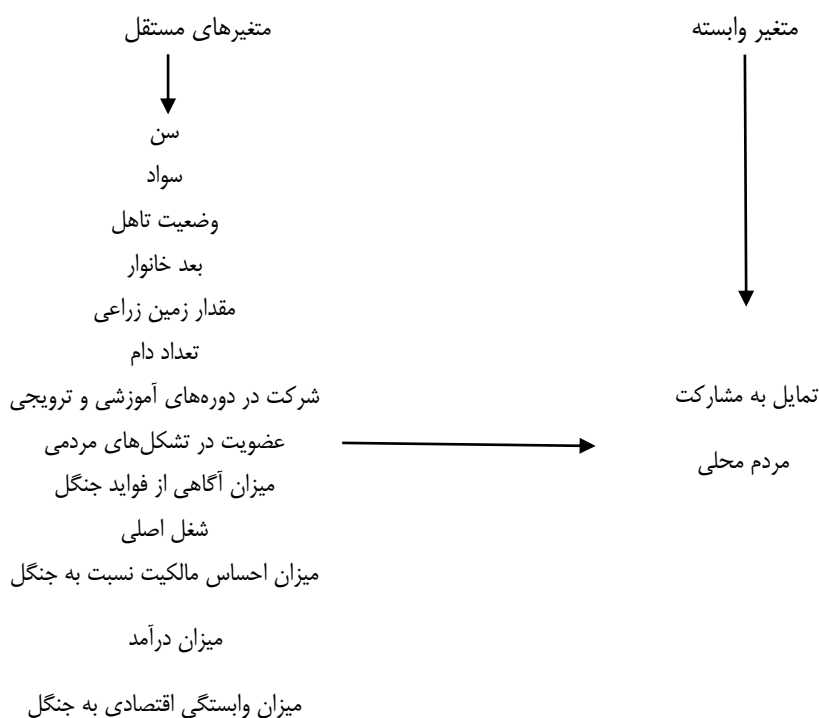 متغیر وابسته
متغیرهای مستقل
سن
سواد
وضعیت تاهل
بعد خانوار
مقدار زمین زراعی
تعداد دام
شرکت در دوره‌های آموزشی و ترویجی
عضویت در تشکل‌های مردمی
میزان آگاهی از فواید جنگل
شغل اصلی
میزان احساس مالکیت نسبت به جنگل
میزان درآمد
میزان وابستگی اقتصادی به جنگل
تمایل به مشارکت
مردم محلی